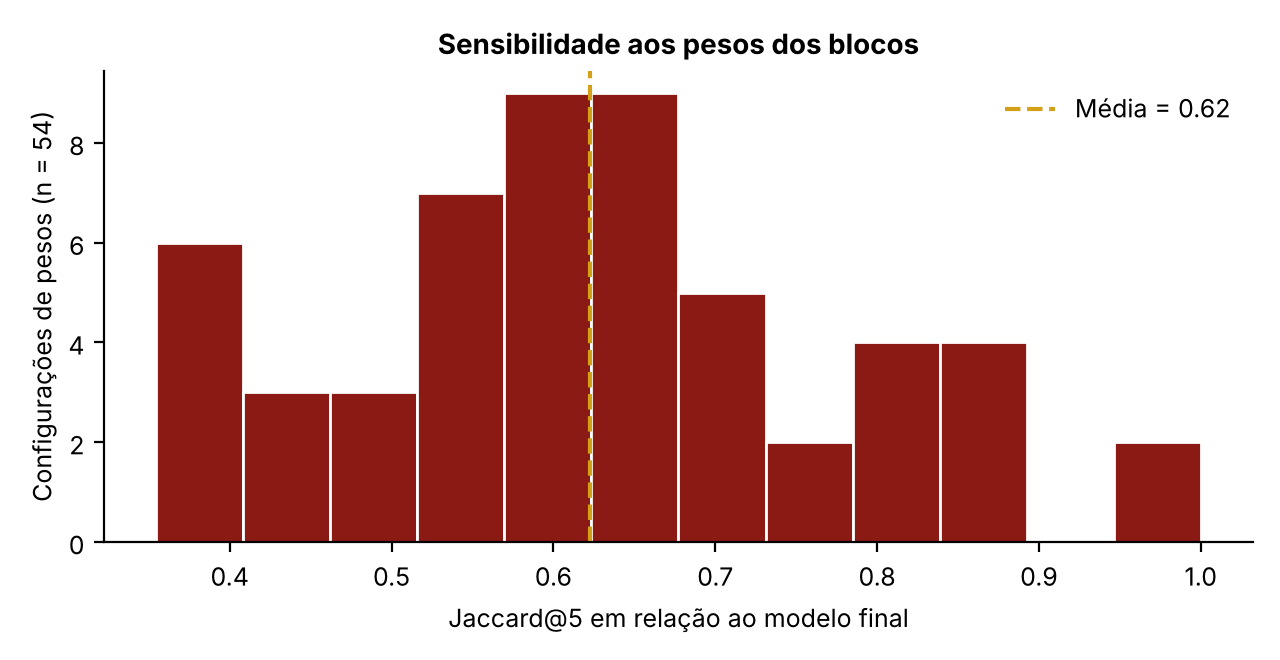 Sensibilidade aos pesos dos blocos
Média = 0.62
Configurações de pesos (n = 54)
8
6
4
2
0
0.4 0.5 0.6 0.7 0.8 0.9 1.0
Jaccard@5 em relação ao modelo final